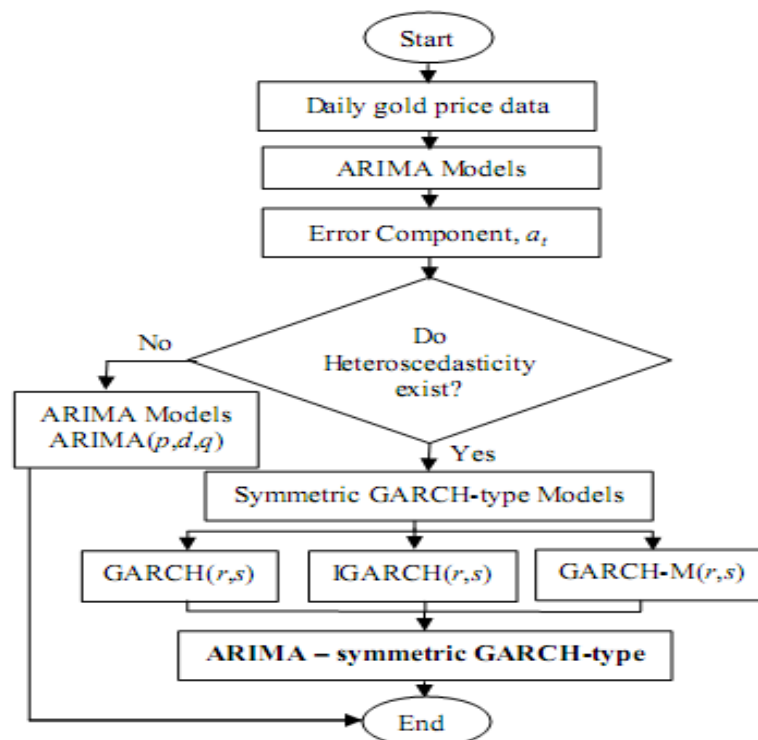 Start
Daily gold price data
ARIMA Models
Error Component, aₜ
Do
Heteroscedasticity
exist?
No
ARIMA Models
ARIMA(p,d,q)
Yes
Symmetric GARCH-type Models
GARCH(r,s)
IGARCH(r,s)
GARCH-M(r,s)
ARIMA – symmetric GARCH-type
End